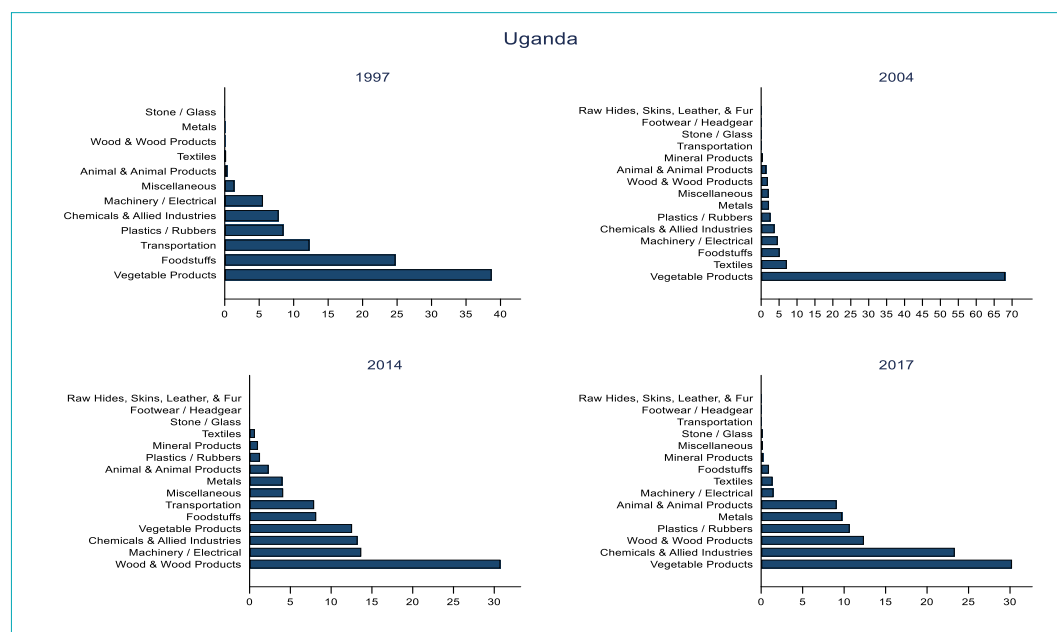 Uganda
1997
Stone / Glass
Metals
Wood & Wood Products
Textiles
Animal & Animal Products
Miscellaneous
Machinery / Electrical
Chemicals & Allied Industries
Plastics / Rubbers
Transportation
Foodstuffs
Vegetable Products
0 5 10 15 20 25 30 35 40
2004
Raw Hides, Skins, Leather, & Fur
Footwear / Headgear
Stone / Glass
Transportation
Mineral Products
Animal & Animal Products
Wood & Wood Products
Miscellaneous
Metals
Plastics / Rubbers
Chemicals & Allied Industries
Machinery / Electrical
Foodstuffs
Textiles
Vegetable Products
0 5 10 15 20 25 30 35 40 45 50 55 60 65 70
2014
Raw Hides, Skins, Leather, & Fur
Footwear / Headgear
Stone / Glass
Textiles
Mineral Products
Plastics / Rubbers
Animal & Animal Products
Metals
Miscellaneous
Transportation
Foodstuffs
Vegetable Products
Chemicals & Allied Industries
Machinery / Electrical
Wood & Wood Products
0 5 10 15 20 25 30
2017
Raw Hides, Skins, Leather, & Fur
Footwear / Headgear
Transportation
Stone / Glass
Miscellaneous
Mineral Products
Foodstuffs
Textiles
Machinery / Electrical
Animal & Animal Products
Metals
Plastics / Rubbers
Wood & Wood Products
Chemicals & Allied Industries
Vegetable Products
0 5 10 15 20 25 30